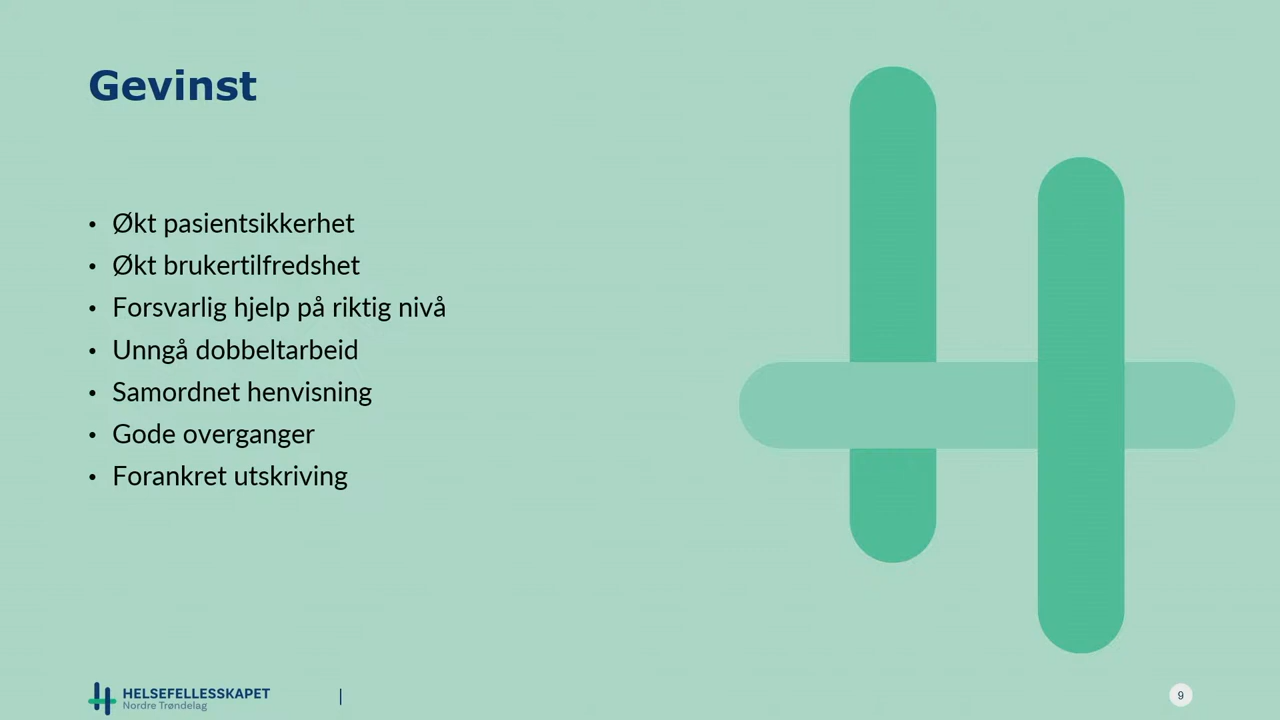 Gevinst
• Økt pasientsikkerhet
• Økt brukertilfredshet
• Forsvarlig hjelp på riktig nivå
• Unngå dobbeltarbeid
• Samordnet henvisning
• Gode overganger
• Forankret utskriving
HELSEFELLESSKAPET
Nordre Trøndelag
|
9